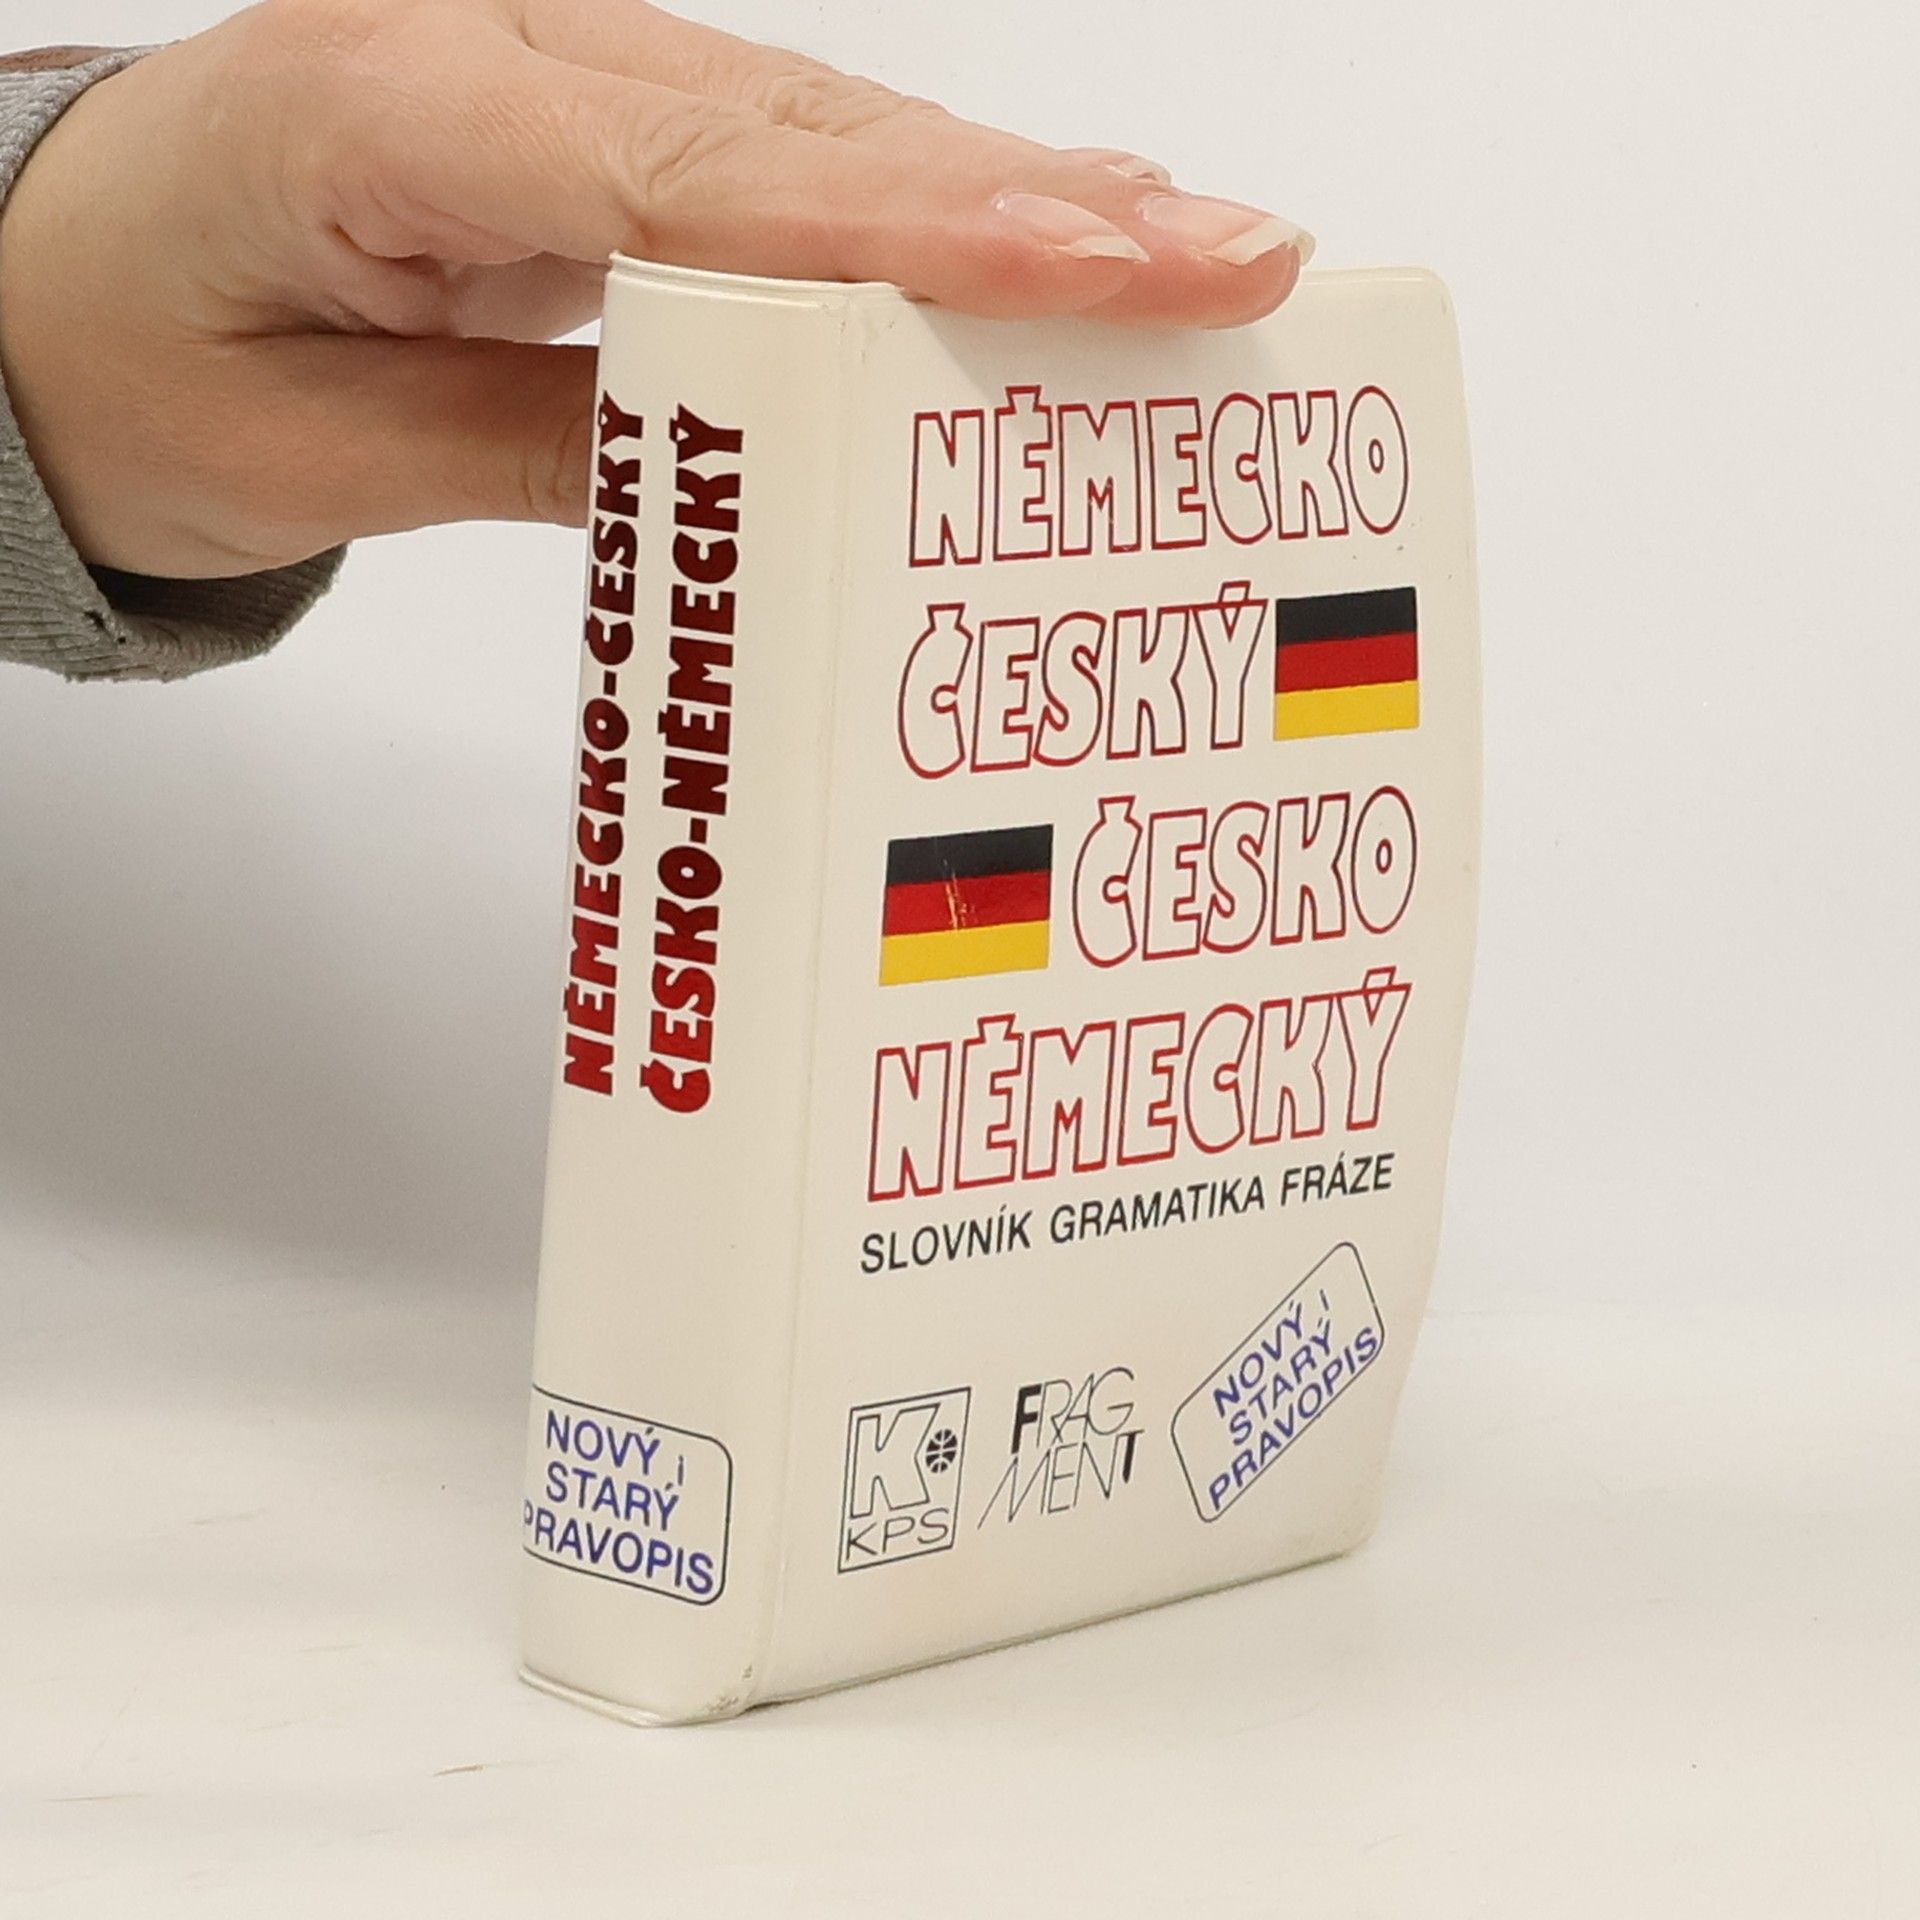 NĚMECKO-ČESKÝ
ČESKO-NĚMECKÝ
NOVÝ i
STARÝ
PRAVOPIS
NĚMECKO
ČESKÝ
ČESKO
NĚMECKÝ
SLOVNÍK GRAMATIKA FRÁZE
K
KPS
FRAG
MENT
NOVÝ i
STARÝ
PRAVOPIS